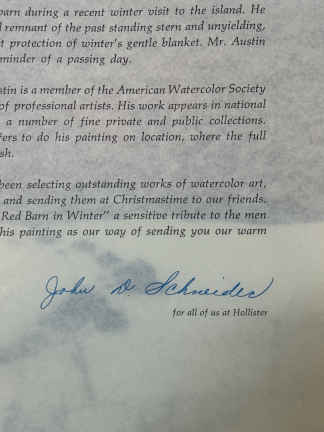 barn during a recent winter visit to the island. He
remnant of the past standing stern and unyielding,
protection of winter's gentle blanket. Mr. Austin
minder of a passing day.
stin is a member of the American Watercolor Society
of professional artists. His work appears in national
a number of fine private and public collections.
fers to do his painting on location, where the full
sh.
been selecting outstanding works of watercolor art,
and sending them at Christmastime to our friends.
Red Barn in Winter" a sensitive tribute to the men
his painting as our way of sending you our warm
John D. Schneider
for all of us at Hollister